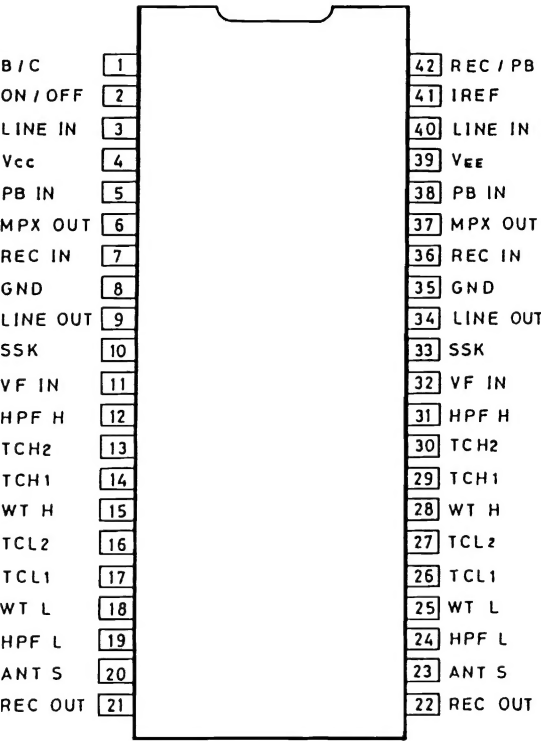 B / C 1 42 REC / PB
ON / OFF 2 41 IREF
LINE IN 3 40 LINE IN
Vcc 4 39 VEE
PB IN 5 38 PB IN
MPX OUT 6 37 MPX OUT
REC IN 7 36 REC IN
GND 8 35 GND
LINE OUT 9 34 LINE OUT
SSK 10 33 SSK
VF IN 11 32 VF IN
HPF H 12 31 HPF H
TCH2 13 30 TCH2
TCH1 14 29 TCH1
WT H 15 28 WT H
TCL2 16 27 TCL2
TCL1 17 26 TCL1
WT L 18 25 WT L
HPF L 19 24 HPF L
ANT S 20 23 ANT S
REC OUT 21 22 REC OUT